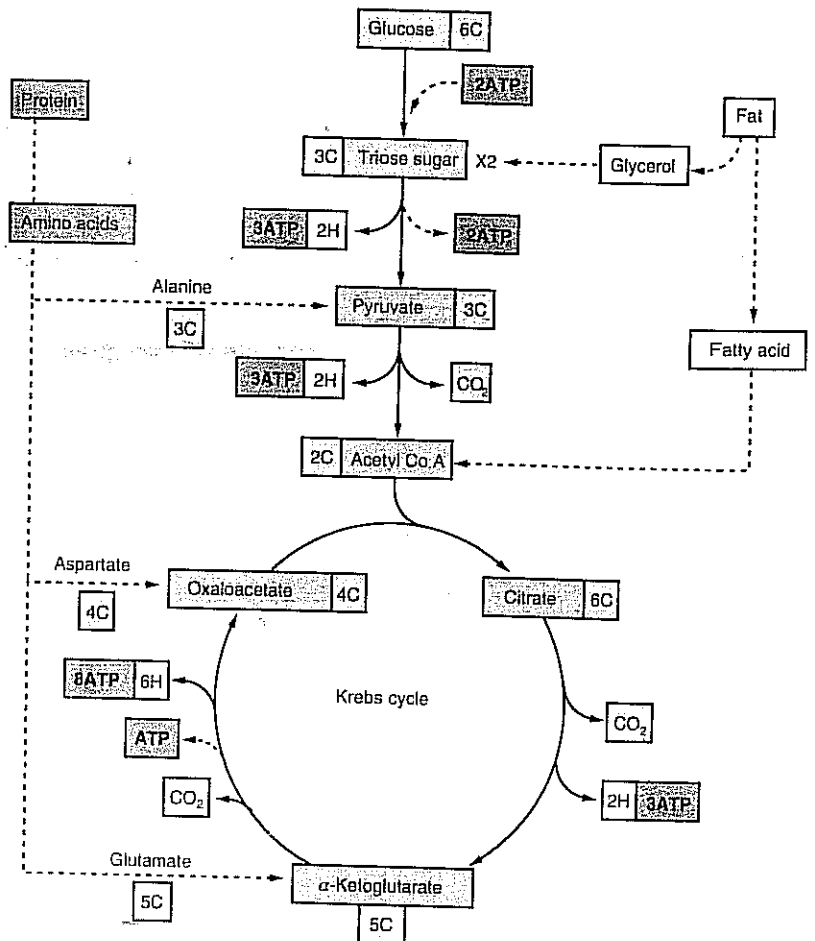 Glucose 6C
2ATP
Protein
Fat
3C Triose sugar X2
Glycerol
Amino acids
3ATP 2H
2ATP
Alanine
3C
Pyruvate 3C
Fatty acid
3ATP 2H
CO2
2C Acetyl Co A
Aspartate
4C
Oxaloacetate 4C
Citrate 6C
8ATP 6H
Krebs cycle
CO2
ATP
CO2
2H 3ATP
Glutamate
5C
α-Ketoglutarate
5C